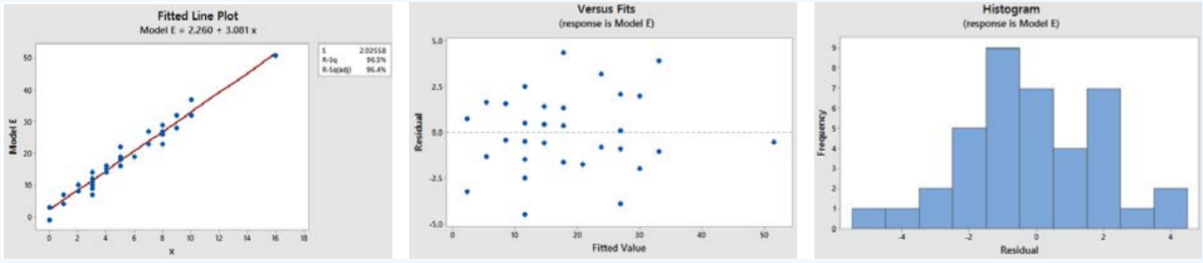 Fitted Line Plot
Model E = 2.260 + 3.081 x
S 2.02558
R-Sq 96.5%
R-Sq(adj) 96.4%
50
40
30
20
10
0
Model E
0 2 4 6 8 10 12 14 16 18
x
Versus Fits
(response is Model E)
5.0
2.5
0.0
-2.5
-5.0
Residual
0 10 20 30 40 50
Fitted Value
Histogram
(response is Model E)
9
8
7
6
5
4
3
2
1
0
Frequency
-4 -2 0 2 4
Residual